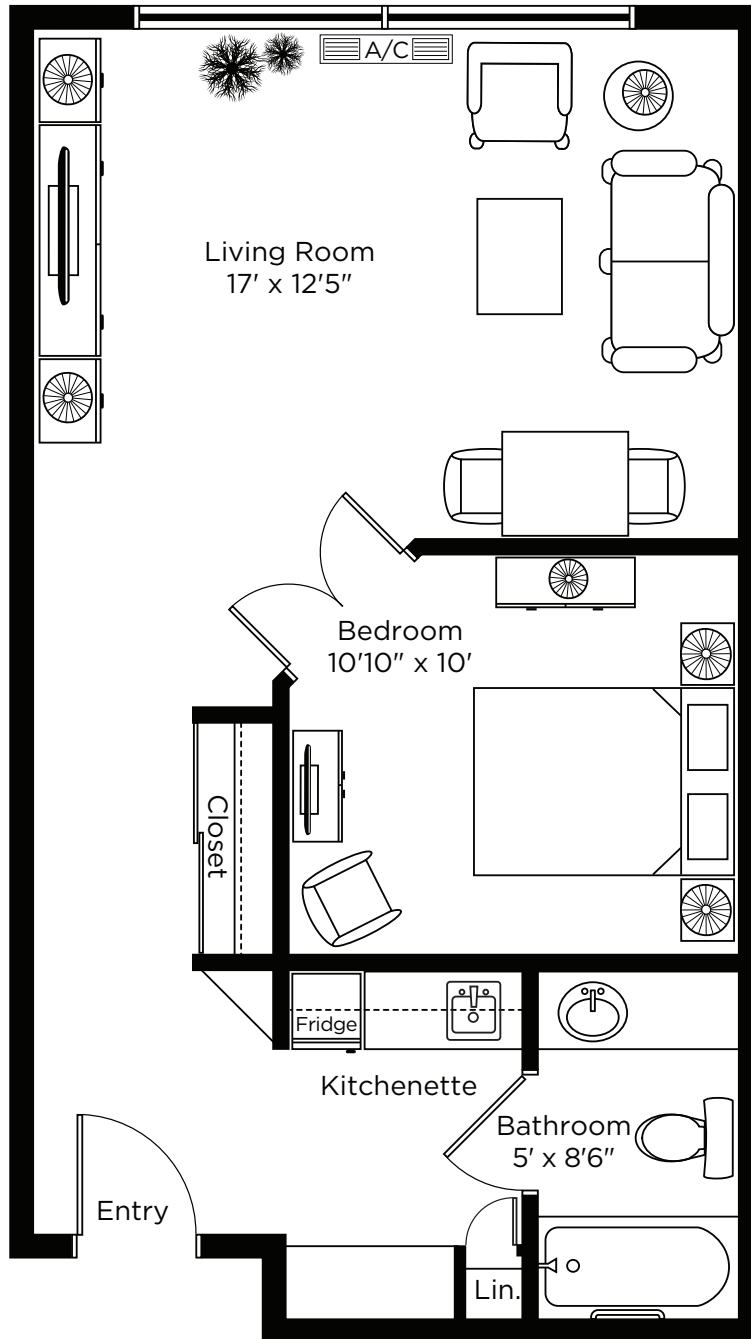 A/C
Living Room
17' x 12'5"
Bedroom
10'10" x 10'
Closet
Fridge
Kitchenette
Bathroom
5' x 8'6"
Entry
Lin.